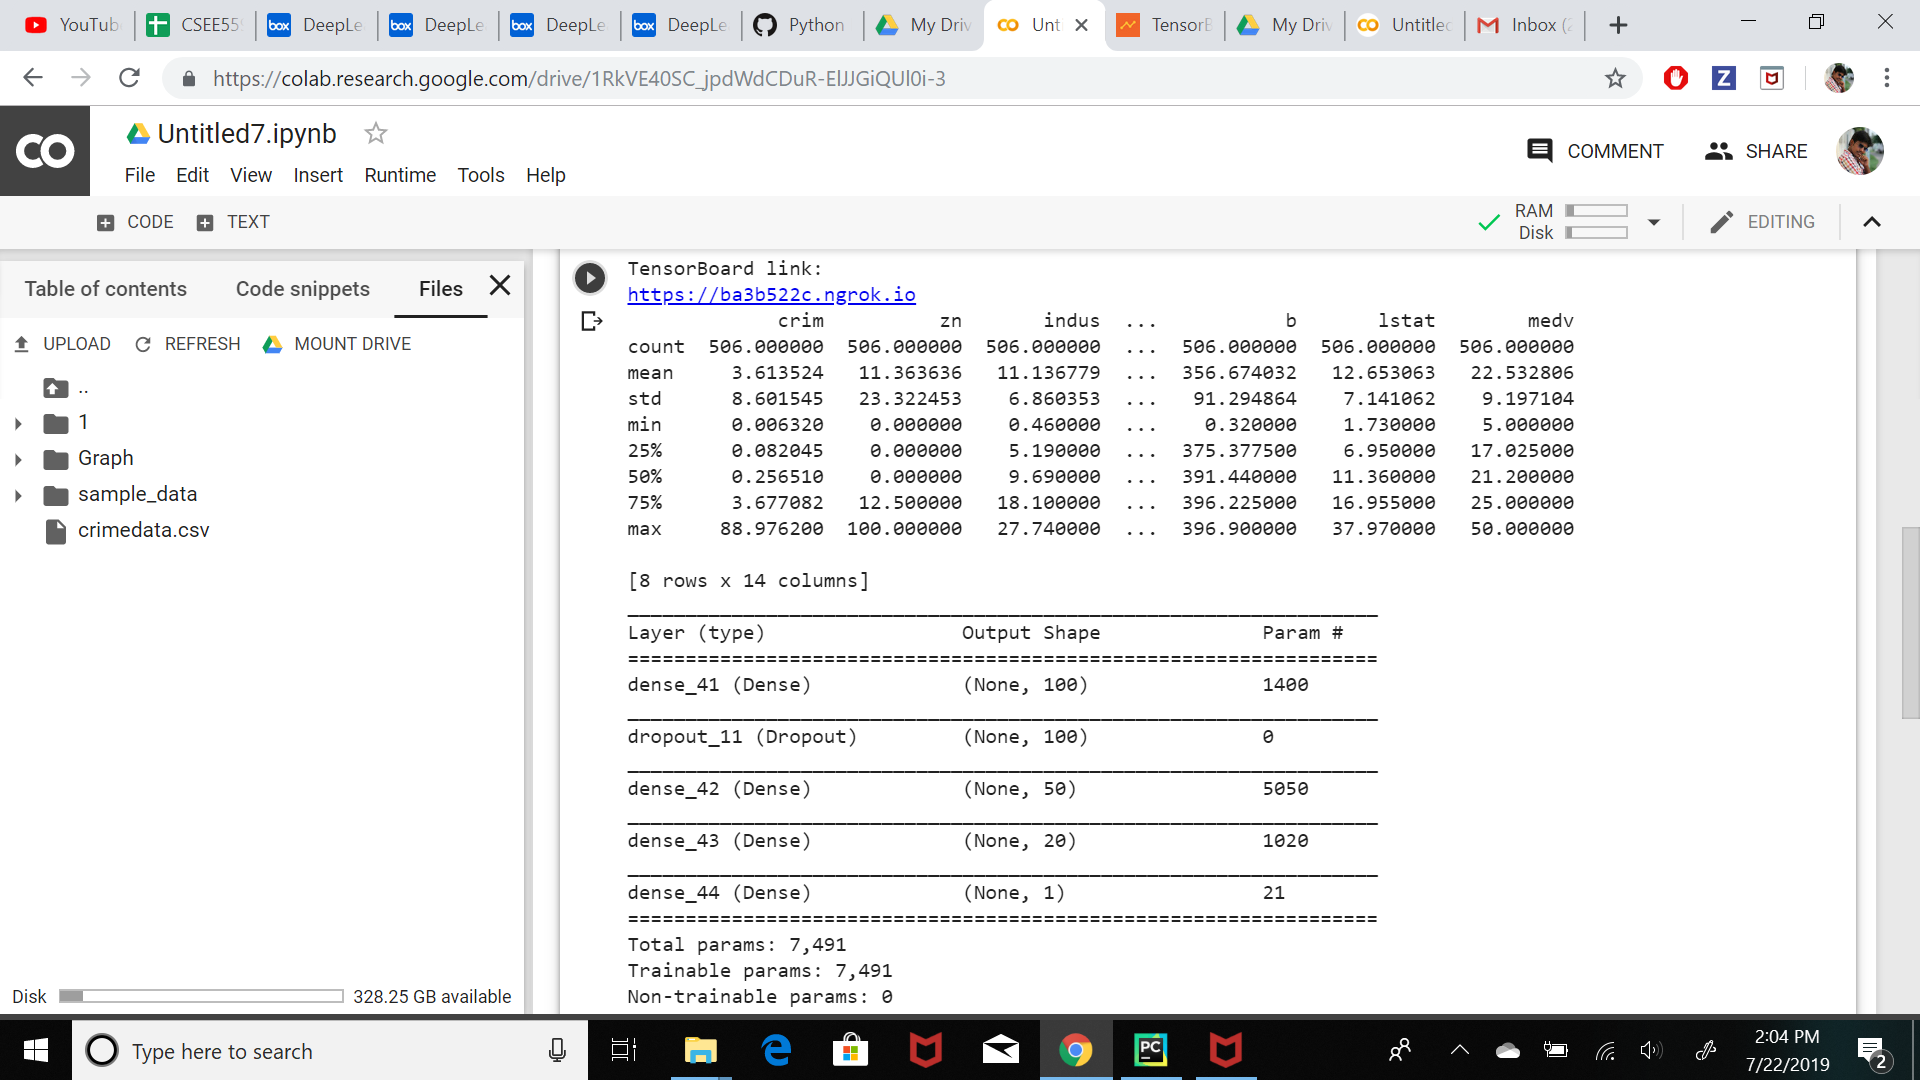 YouTub CSEE55 DeepLe DeepLe DeepLe DeepLe Python My Driv Unt TensorB My Driv Untitled Inbox (2
https://colab.research.google.com/drive/1RkVE40SC_jpdWdCDuR-ElJJGiQUl0i-3
Untitled7.ipynb
COMMENT SHARE
File Edit View Insert Runtime Tools Help
CODE TEXT
RAM
Disk
EDITING
Table of contents Code snippets Files
UPLOAD REFRESH MOUNT DRIVE
..
1
Graph
sample_data
crimedata.csv
Disk 328.25 GB available
TensorBoard link:
https://ba3b522c.ngrok.io
crim zn indus ... b lstat medv
count 506.000000 506.000000 506.000000 ... 506.000000 506.000000 506.000000
mean 3.613524 11.363636 11.136779 ... 356.674032 12.653063 22.532806
std 8.601545 23.322453 6.860353 ... 91.294864 7.141062 9.197104
min 0.006320 0.000000 0.460000 ... 0.320000 1.730000 5.000000
25% 0.082045 0.000000 5.190000 ... 375.377500 6.950000 17.025000
50% 0.256510 0.000000 9.690000 ... 391.440000 11.360000 21.200000
75% 3.677082 12.500000 18.100000 ... 396.225000 16.955000 25.000000
max 88.976200 100.000000 27.740000 ... 396.900000 37.970000 50.000000
[8 rows x 14 columns]
Layer (type) Output Shape Param #
dense_41 (Dense) (None, 100) 1400
dropout_11 (Dropout) (None, 100) 0
dense_42 (Dense) (None, 50) 5050
dense_43 (Dense) (None, 20) 1020
dense_44 (Dense) (None, 1) 21
Total params: 7,491
Trainable params: 7,491
Non-trainable params: 0
Type here to search
2:04 PM
7/22/2019
2